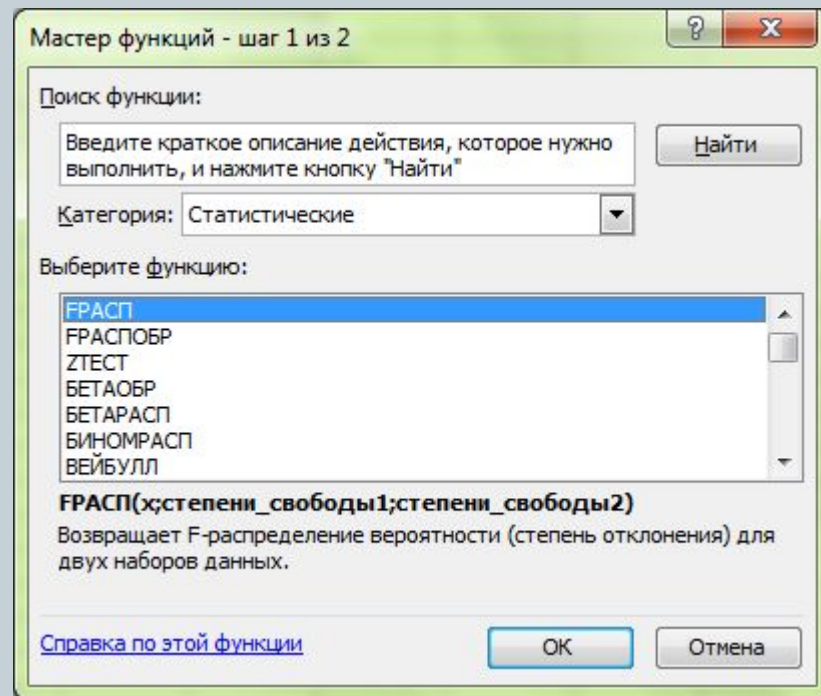 Мастер функций - шаг 1 из 2
Поиск функции:
Введите краткое описание действия, которое нужно
выполнить, и нажмите кнопку "Найти"
Найти
Категория: Статистические
Выберите функцию:
FРАСП
FРАСПОБР
ZТЕСТ
БЕТАОБР
БЕТАРАСП
БИНОМРАСП
ВЕЙБУЛЛ
FРАСП(x;степени_свободы1;степени_свободы2)
Возвращает F-распределение вероятности (степень отклонения) для
двух наборов данных.
Справка по этой функции
ОК
Отмена